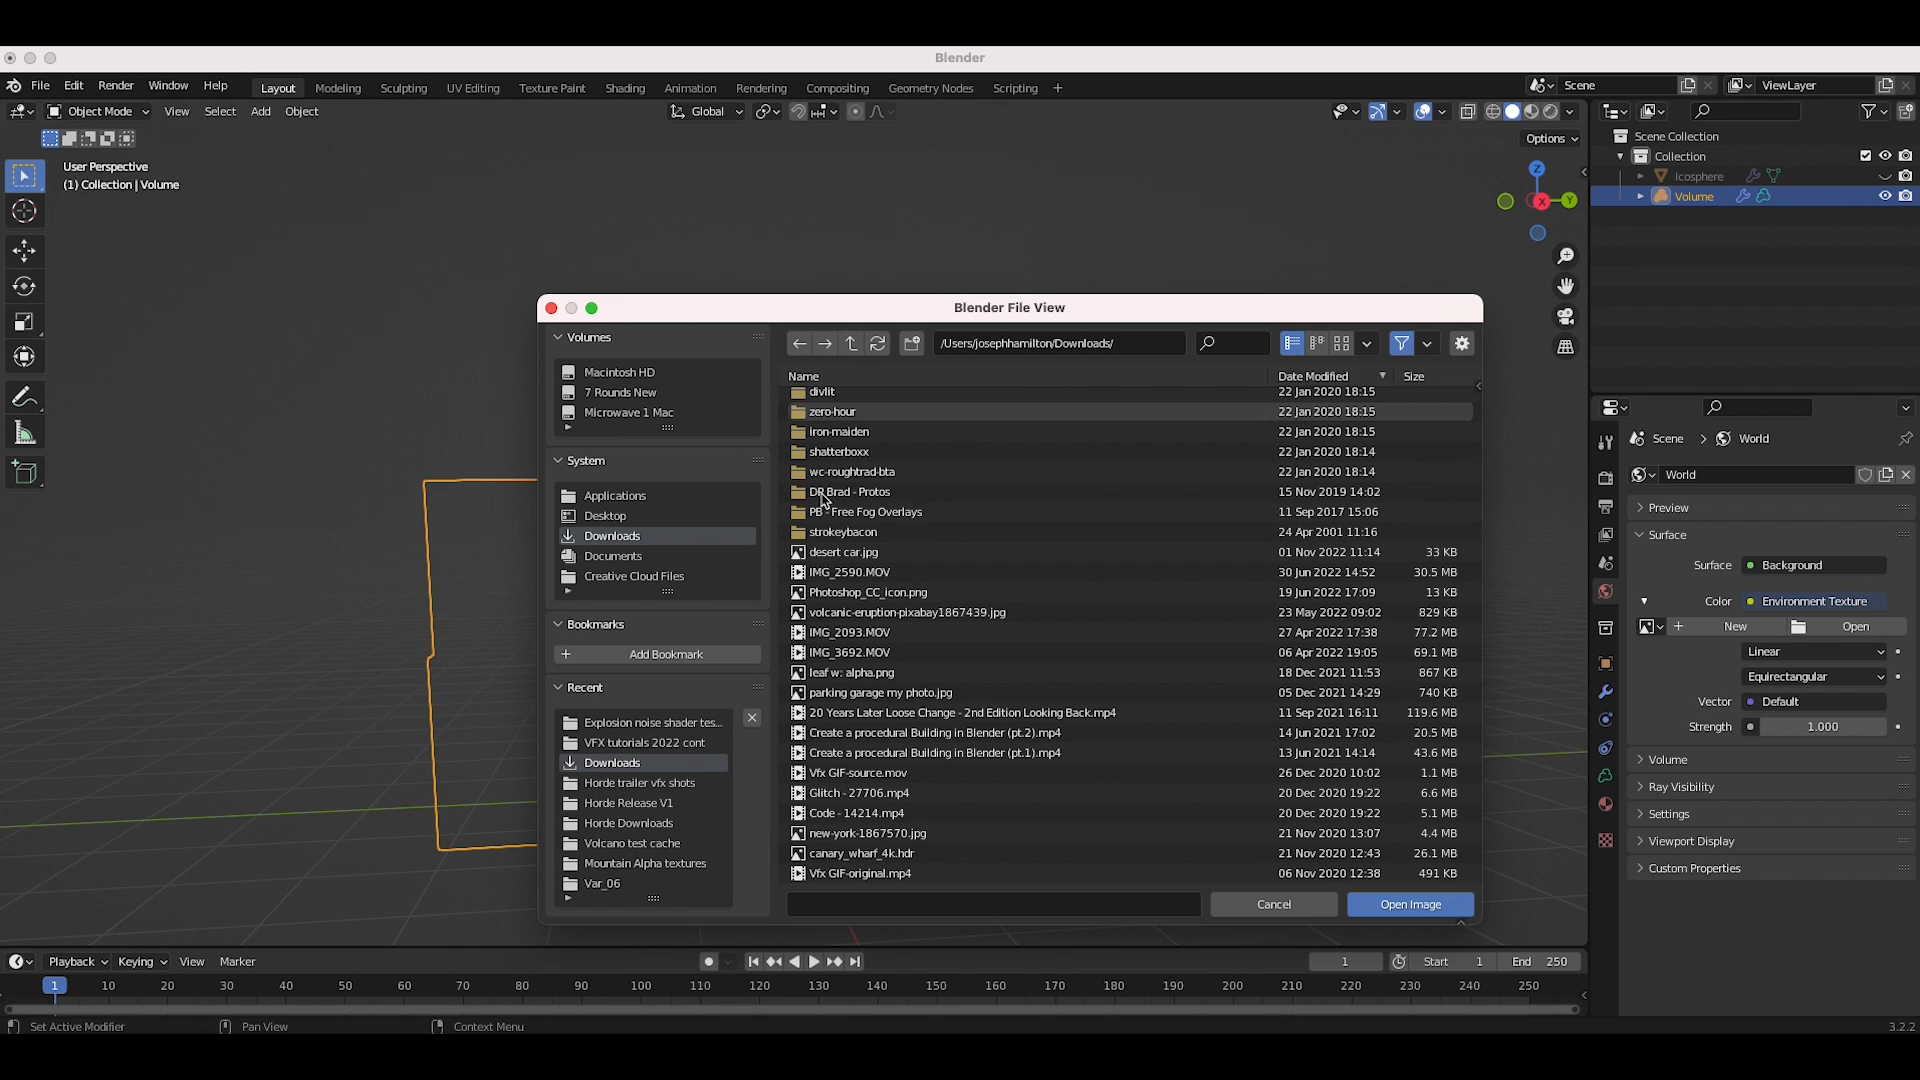 Blender
File Edit Render Window Help Layout Modeling Sculpting UV Editing Texture Paint Shading Animation Rendering Compositing Geometry Nodes Scripting + Scene ViewLayer
Object Mode View Select Add Object Global
Options
User Perspective
(1) Collection | Volume
Z
X
Y
Scene Collection
Collection
Icosphere
Volume
Blender File View
Volumes
Macintosh HD
7 Rounds New
Microwave 1 Mac
System
Applications
Desktop
Downloads
Documents
Creative Cloud Files
Bookmarks
+ Add Bookmark
Recent
Explosion noise shader tes...
VFX tutorials 2022 cont
Downloads
Horde trailer vfx shots
Horde Release V1
Horde Downloads
Volcano test cache
Mountain Alpha textures
Var_06
/Users/josephhamilton/Downloads/
Name Date Modified Size
divlit 22 Jan 2020 18:15
zero-hour 22 Jan 2020 18:15
iron-maiden 22 Jan 2020 18:15
shatterboxx 22 Jan 2020 18:14
wc-roughtrad-bta 22 Jan 2020 18:14
DR Brad - Protos 15 Nov 2019 14:02
PB - Free Fog Overlays 11 Sep 2017 15:06
strokeybacon 24 Apr 2001 11:16
desert car.jpg 01 Nov 2022 11:14 33 KB
IMG_2590.MOV 30 Jun 2022 14:52 30.5 MB
Photoshop_CC_icon.png 19 Jun 2022 17:09 13 KB
volcanic-eruption-pixabay1867439.jpg 23 May 2022 09:02 829 KB
IMG_2093.MOV 27 Apr 2022 17:38 77.2 MB
IMG_3692.MOV 06 Apr 2022 19:05 69.1 MB
leaf w: alpha.png 18 Dec 2021 11:53 867 KB
parking garage my photo.jpg 05 Dec 2021 14:29 740 KB
20 Years Later Loose Change - 2nd Edition Looking Back.mp4 11 Sep 2021 16:11 119.6 MB
Create a procedural Building in Blender (pt.2).mp4 14 Jun 2021 17:02 20.5 MB
Create a procedural Building in Blender (pt.1).mp4 13 Jun 2021 14:14 43.6 MB
Vfx GIF-source.mov 26 Dec 2020 10:02 1.1 MB
Glitch - 27706.mp4 20 Dec 2020 19:22 6.6 MB
Code - 14214.mp4 20 Dec 2020 19:22 5.1 MB
new-york-1867570.jpg 21 Nov 2020 13:07 4.4 MB
canary_wharf_4k.hdr 21 Nov 2020 12:43 26.1 MB
Vfx GIF-original.mp4 06 Nov 2020 12:38 491 KB
Cancel Open Image
Scene > World
World
Preview
Surface
Surface Background
Color Environment Texture
+ New Open
Linear
Equirectangular
Vector Default
Strength 1.000
Volume
Ray Visibility
Settings
Viewport Display
Custom Properties
Playback Keying View Marker 1 Start 1 End 250
1 10 20 30 40 50 60 70 80 90 100 110 120 130 140 150 160 170 180 190 200 210 220 230 240 250
Set Active Modifier Pan View Context Menu 3.2.2